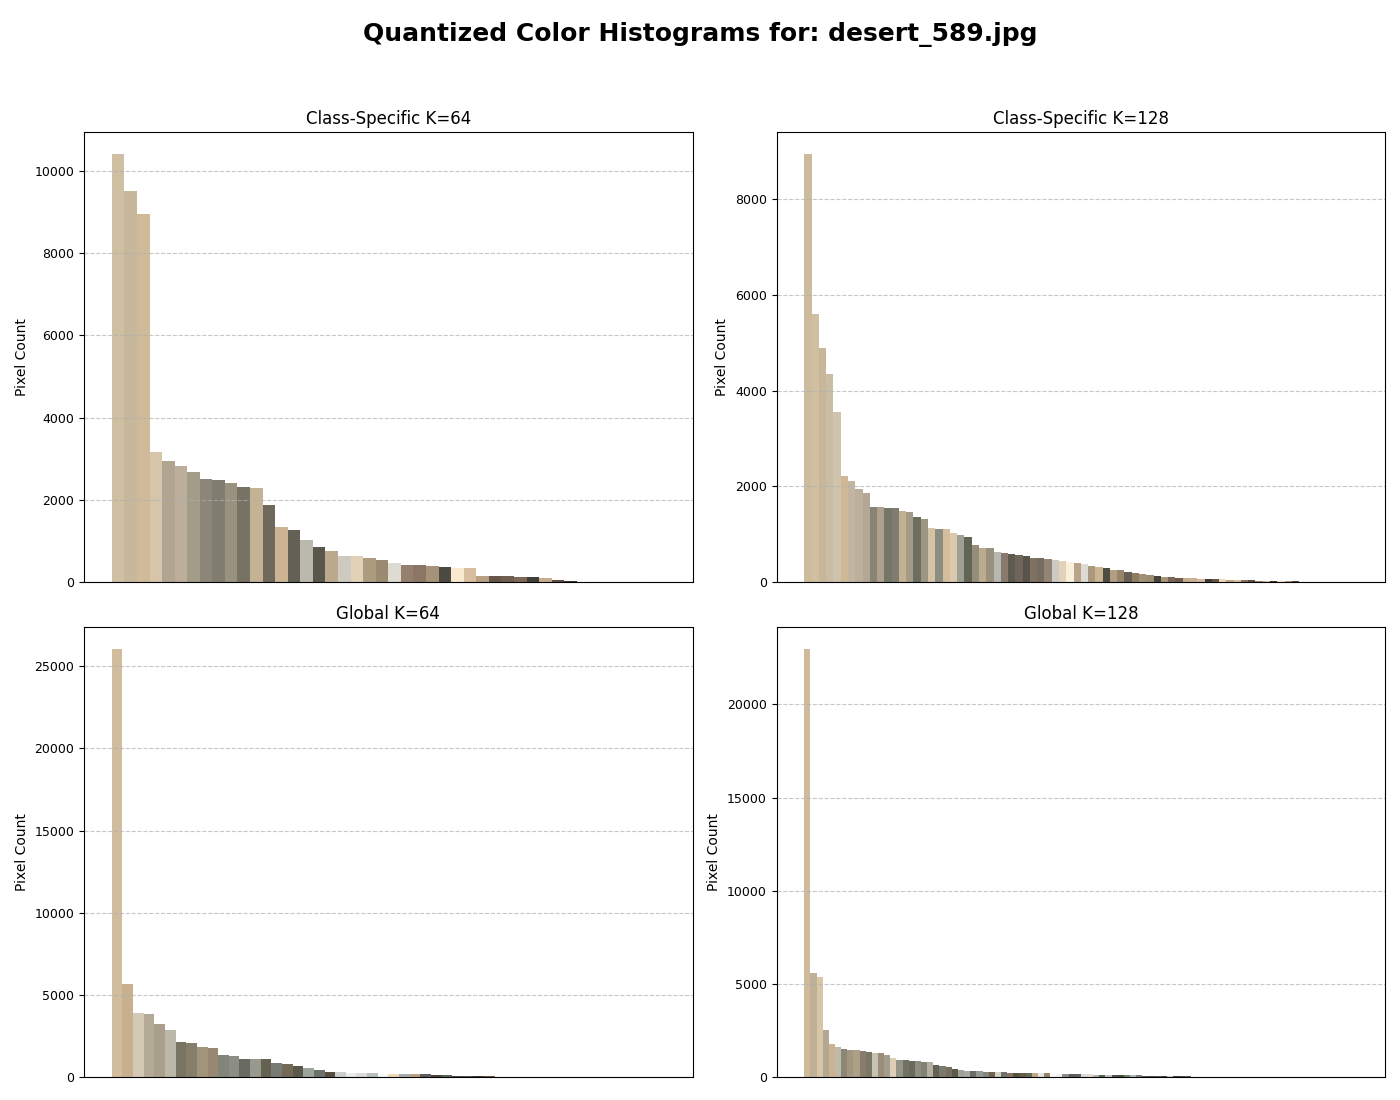 Quantized Color Histograms for: desert_589.jpg
Class-Specific K=64
Pixel Count
10000
8000
6000
4000
2000
0
Class-Specific K=128
Pixel Count
8000
6000
4000
2000
0
Global K=64
Pixel Count
25000
20000
15000
10000
5000
0
Global K=128
Pixel Count
20000
15000
10000
5000
0